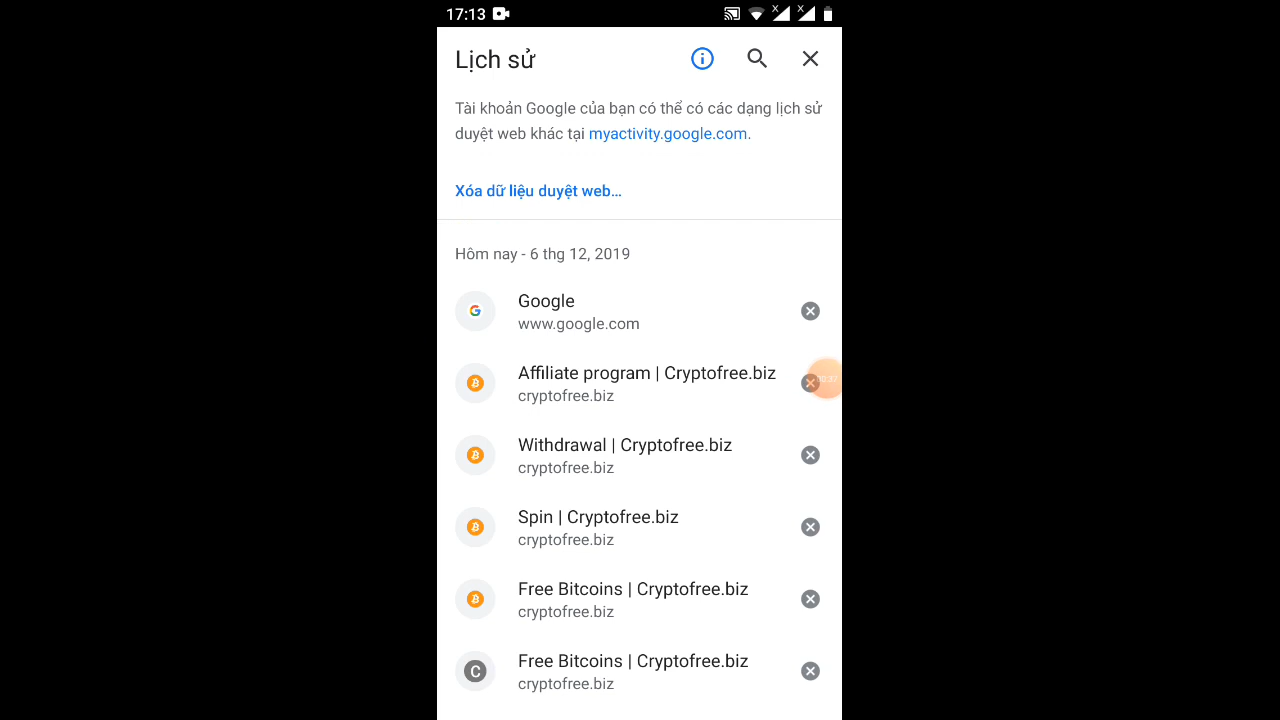 17:13
Lịch sử
Tài khoản Google của bạn có thể có các dạng lịch sử
duyệt web khác tại myactivity.google.com.
Xóa dữ liệu duyệt web...
Hôm nay - 6 thg 12, 2019
Google
www.google.com
Affiliate program | Cryptofree.biz
cryptofree.biz
00:37
Withdrawal | Cryptofree.biz
cryptofree.biz
Spin | Cryptofree.biz
cryptofree.biz
Free Bitcoins | Cryptofree.biz
cryptofree.biz
C
Free Bitcoins | Cryptofree.biz
cryptofree.biz